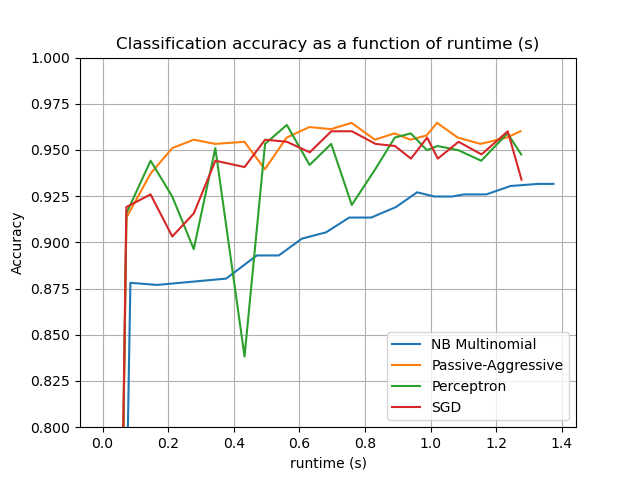 Classification accuracy as a function of runtime (s)
1.000
0.975
0.950
0.925
0.900
0.875
0.850
0.825
0.800
Accuracy
NB Multinomial
Passive-Aggressive
Perceptron
SGD
0.0 0.2 0.4 0.6 0.8 1.0 1.2 1.4
runtime (s)